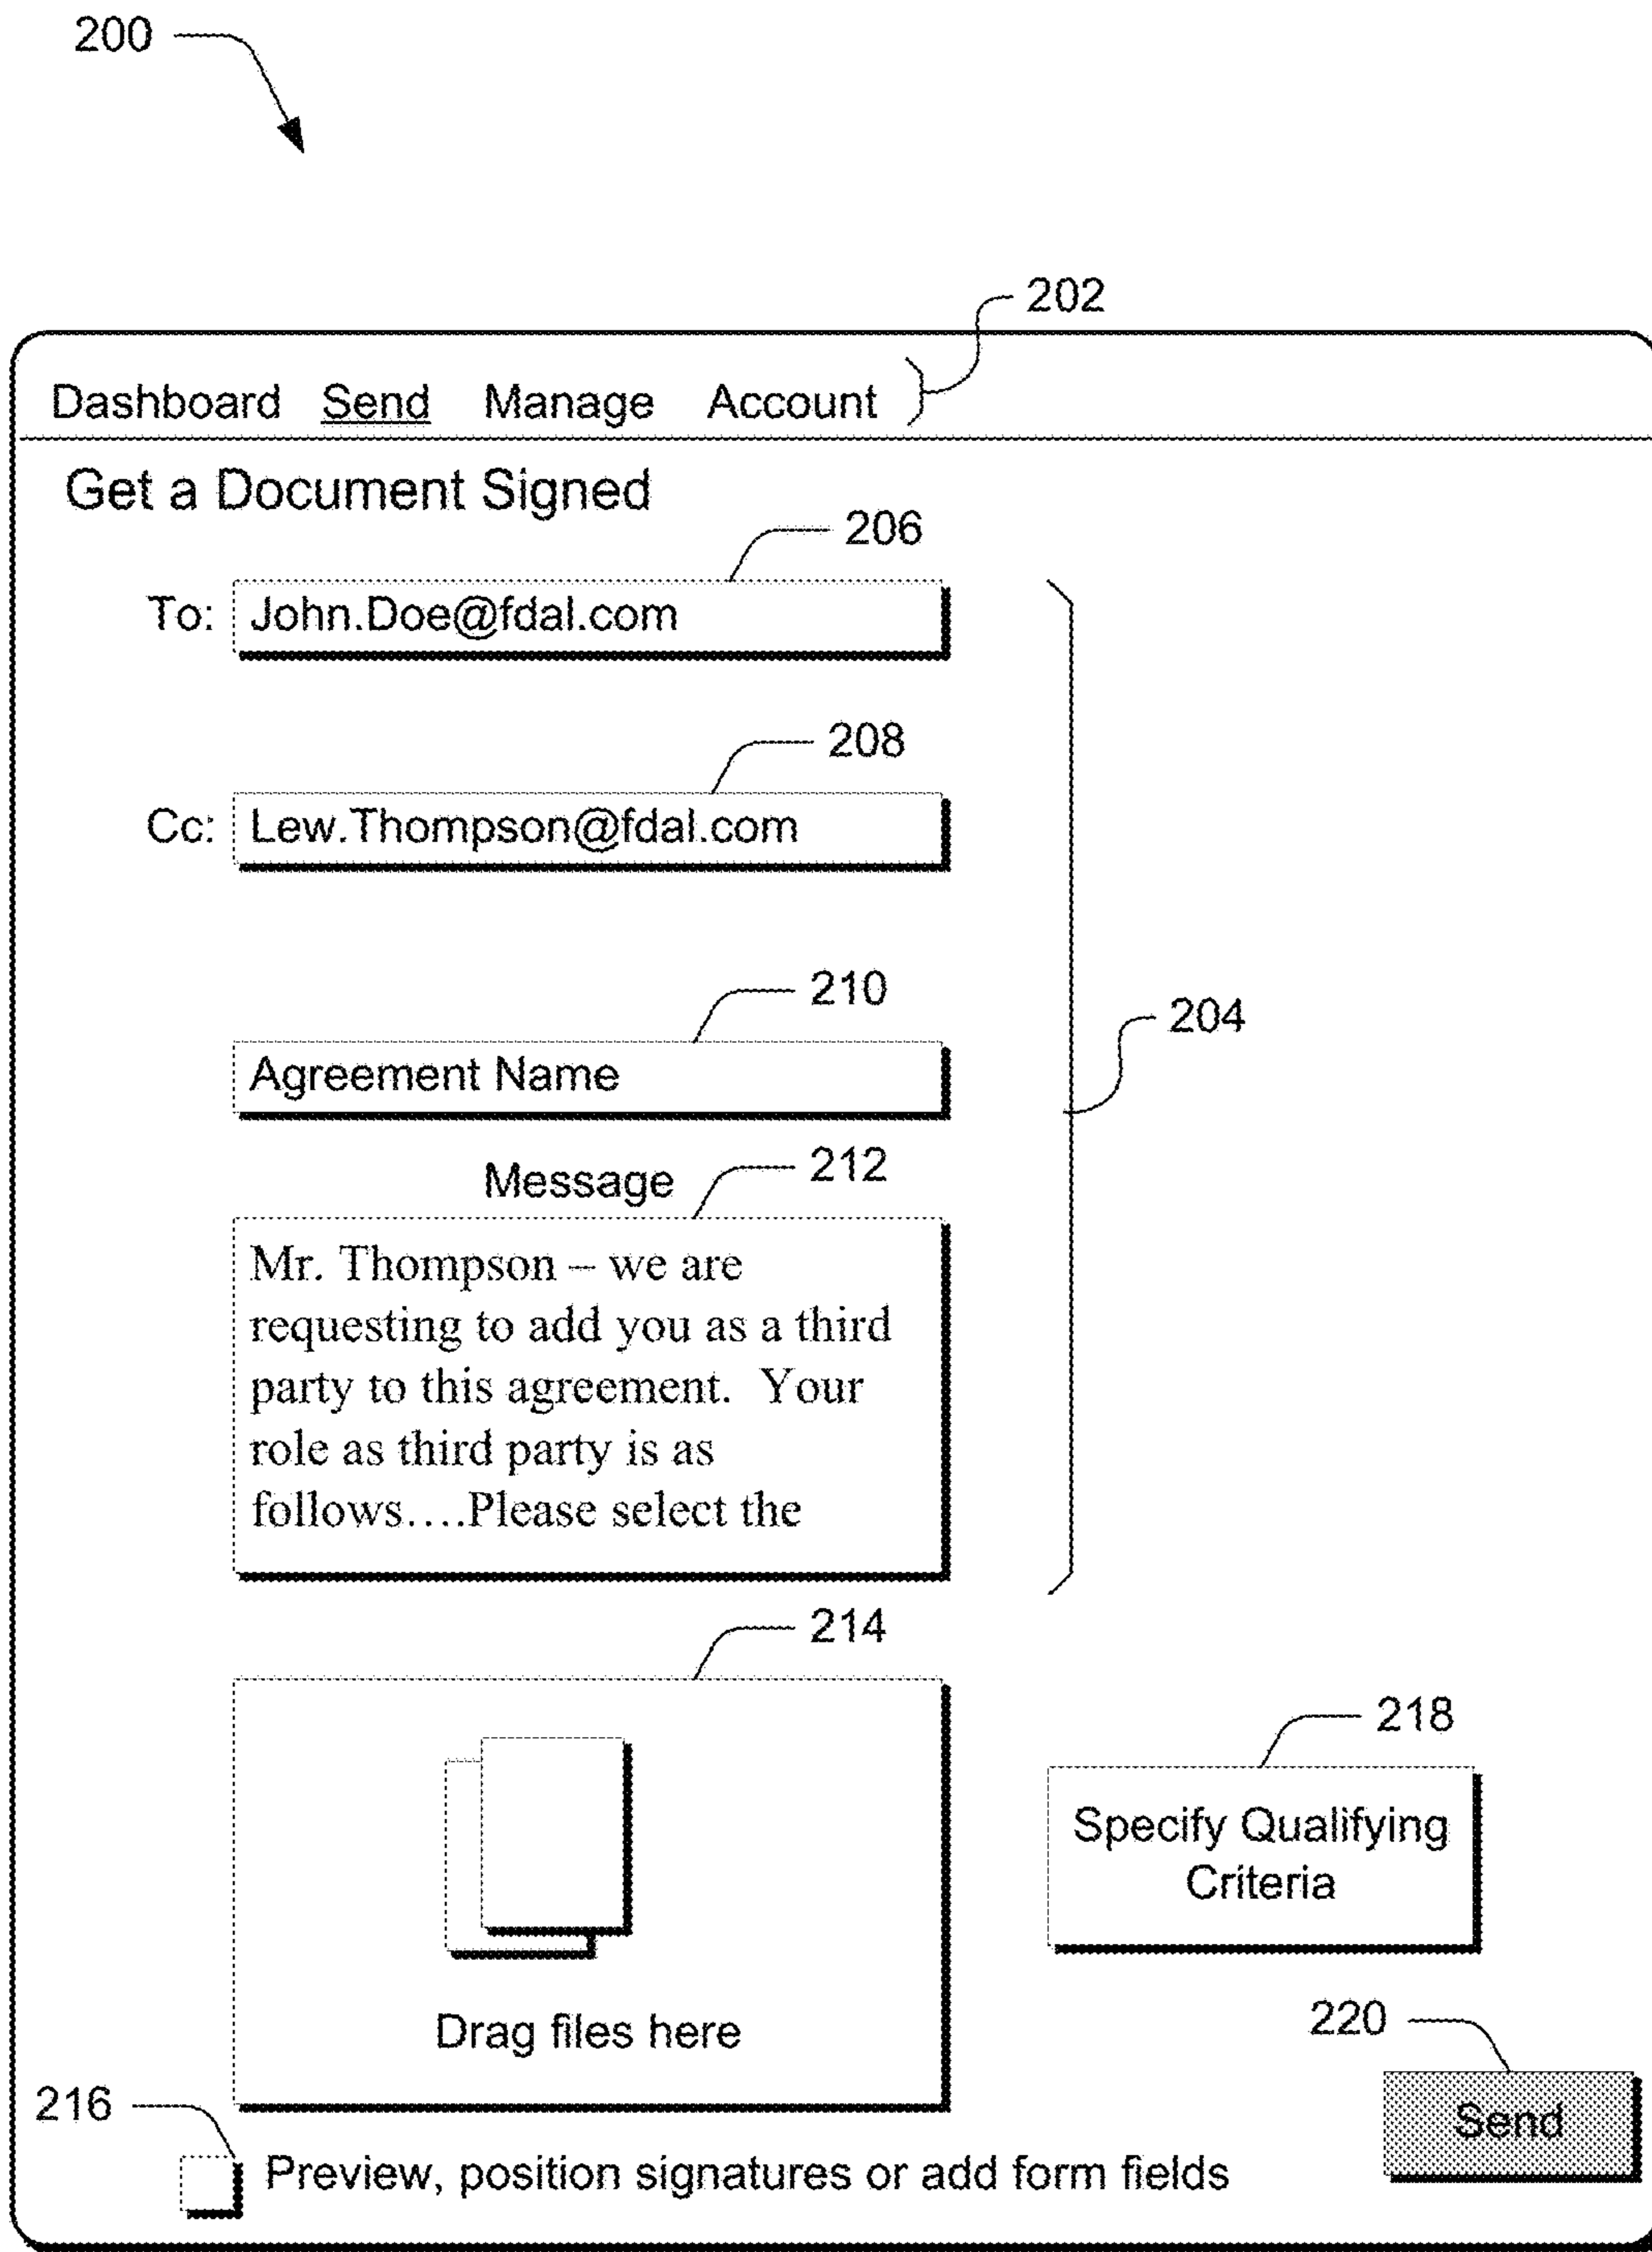 200
202
Dashboard Send Manage Account
Get a Document Signed
206
To: John.Doe@fdal.com
208
Cc: Lew.Thompson@fdal.com
210
Agreement Name
204
Message
212
Mr. Thompson – we are
requesting to add you as a third
party to this agreement. Your
role as third party is as
follows....Please select the
214
218
Specify Qualifying
Criteria
Drag files here
220
Send
216
Preview, position signatures or add form fields